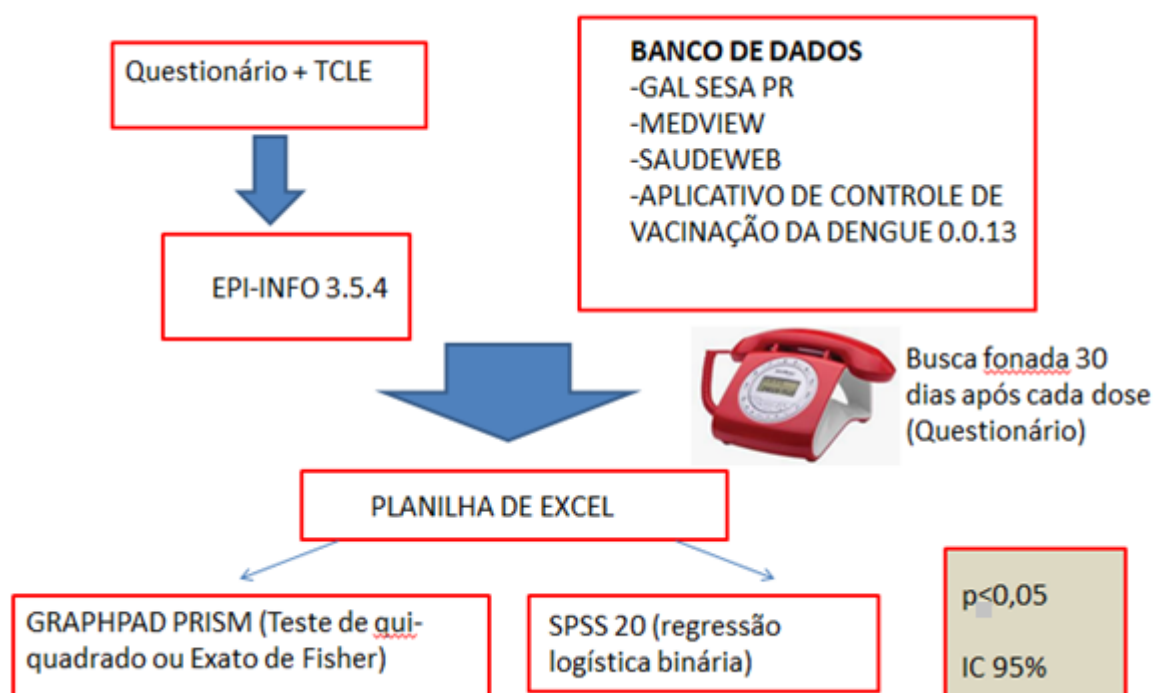 Questionário + TCLE
BANCO DE DADOS
-GAL SESA PR
-MEDVIEW
-SAUDEWEB
-APLICATIVO DE CONTROLE DE
VACINAÇÃO DA DENGUE 0.0.13
EPI-INFO 3.5.4
Busca fonada 30
dias após cada dose
(Questionário)
PLANILHA DE EXCEL
GRAPHPAD PRISM (Teste de qui-
quadrado ou Exato de Fisher)
SPSS 20 (regressão
logística binária)
p<0,05
IC 95%